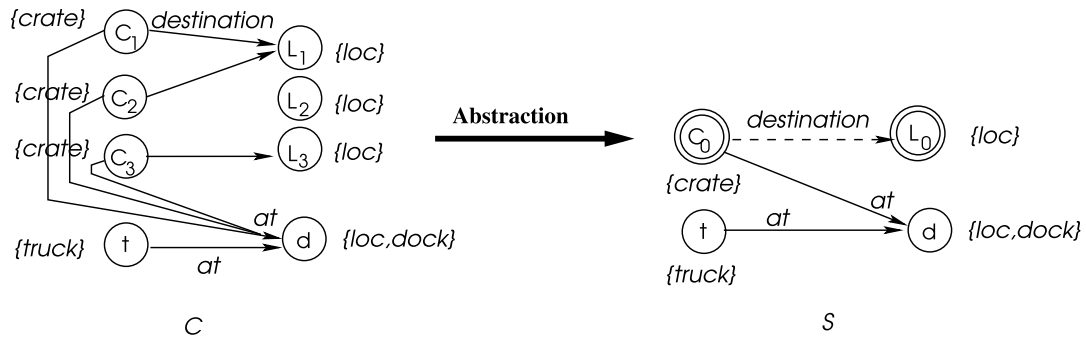 {crate} C1 destination L1 {loc}
{crate} C2 L2 {loc}
{crate} C3 L3 {loc}
at
{truck} t d {loc,dock}
at
C
Abstraction
C0 destination L0 {loc}
{crate}
at
t at d {loc,dock}
{truck}
S